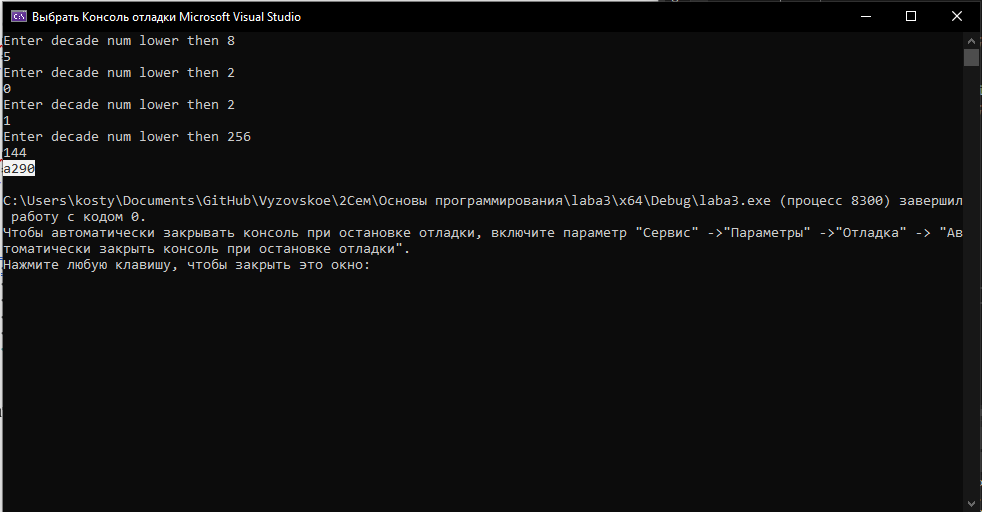 Выбрать Консоль отладки Microsoft Visual Studio
Enter decade num lower then 8
5
Enter decade num lower then 2
0
Enter decade num lower then 2
1
Enter decade num lower then 256
144
a290
C:\Users\kosty\Documents\GitHub\Vyzovskoe\2Сем\Основы программирования\laba3\x64\Debug\laba3.exe (процесс 8300) завершил
работу с кодом 0.
Чтобы автоматически закрывать консоль при остановке отладки, включите параметр "Сервис" ->"Параметры" ->"Отладка" -> "Ав
томатически закрыть консоль при остановке отладки".
Нажмите любую клавишу, чтобы закрыть это окно: